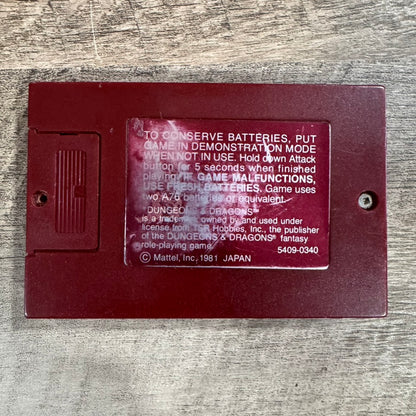 TO CONSERVE BATTERIES, PUT
GAME IN DEMONSTRATION MODE
WHEN NOT IN USE. Hold down Attack
button for 5 seconds when finished
playing. IF GAME MALFUNCTIONS,
USE FRESH BATTERIES. Game uses
two A76 batteries or equivalent.
"DUNGEONS & DRAGONS"
is a trademark owned by and used under
license from TSR Hobbies, Inc., the publisher
of the DUNGEONS & DRAGONS fantasy
role-playing game.
5409-0340
© Mattel, Inc. 1981 JAPAN